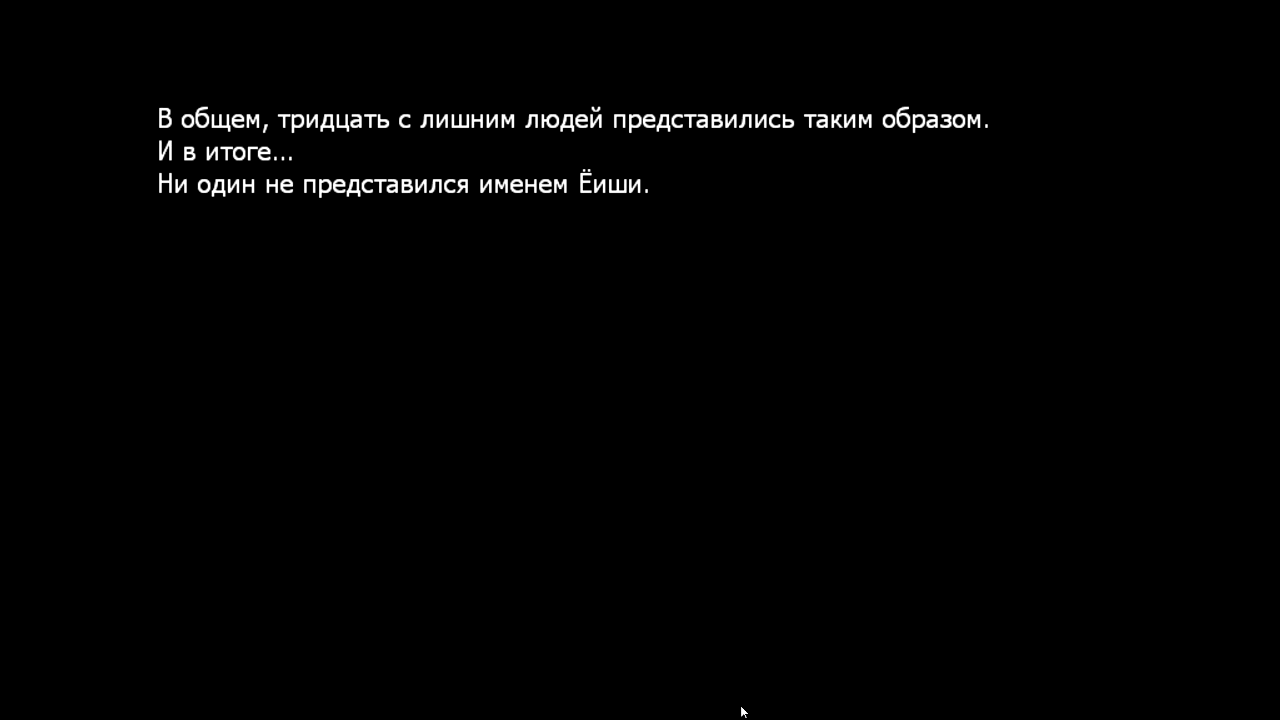 В общем, тридцать с лишним людей представились таким образом.
И в итоге...
Ни один не представился именем Ёиши.